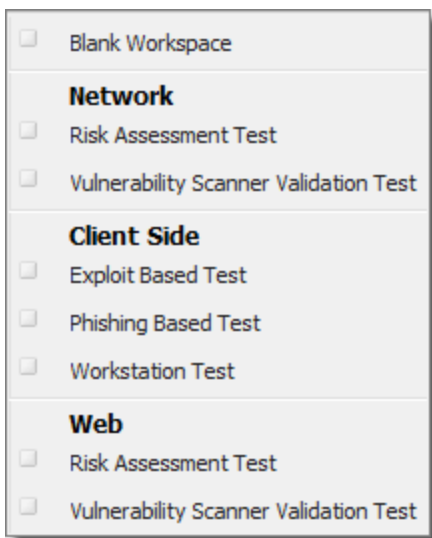 Blank Workspace
Network
Risk Assessment Test
Vulnerability Scanner Validation Test
Client Side
Exploit Based Test
Phishing Based Test
Workstation Test
Web
Risk Assessment Test
Vulnerability Scanner Validation Test